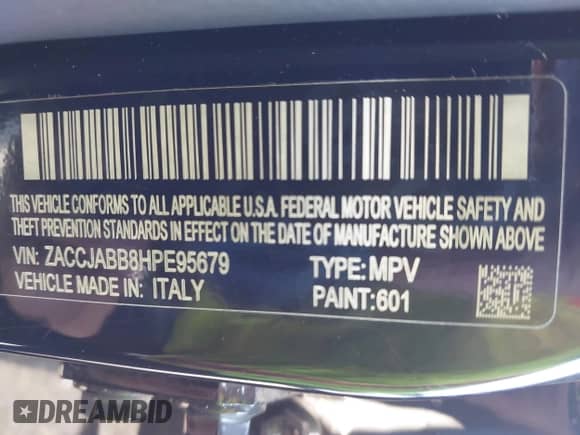 THIS VEHICLE CONFORMS TO ALL APPLICABLE U.S.A. FEDERAL MOTOR VEHICLE SAFETY AND
THEFT PREVENTION STANDARDS IN EFFECT ON THE DATE OF MANUFACTURE SHOWN ABOVE
VIN: ZACCJABB8HPE95679 TYPE: MPV
VEHICLE MADE IN: ITALY PAINT: 601
DREAMBID